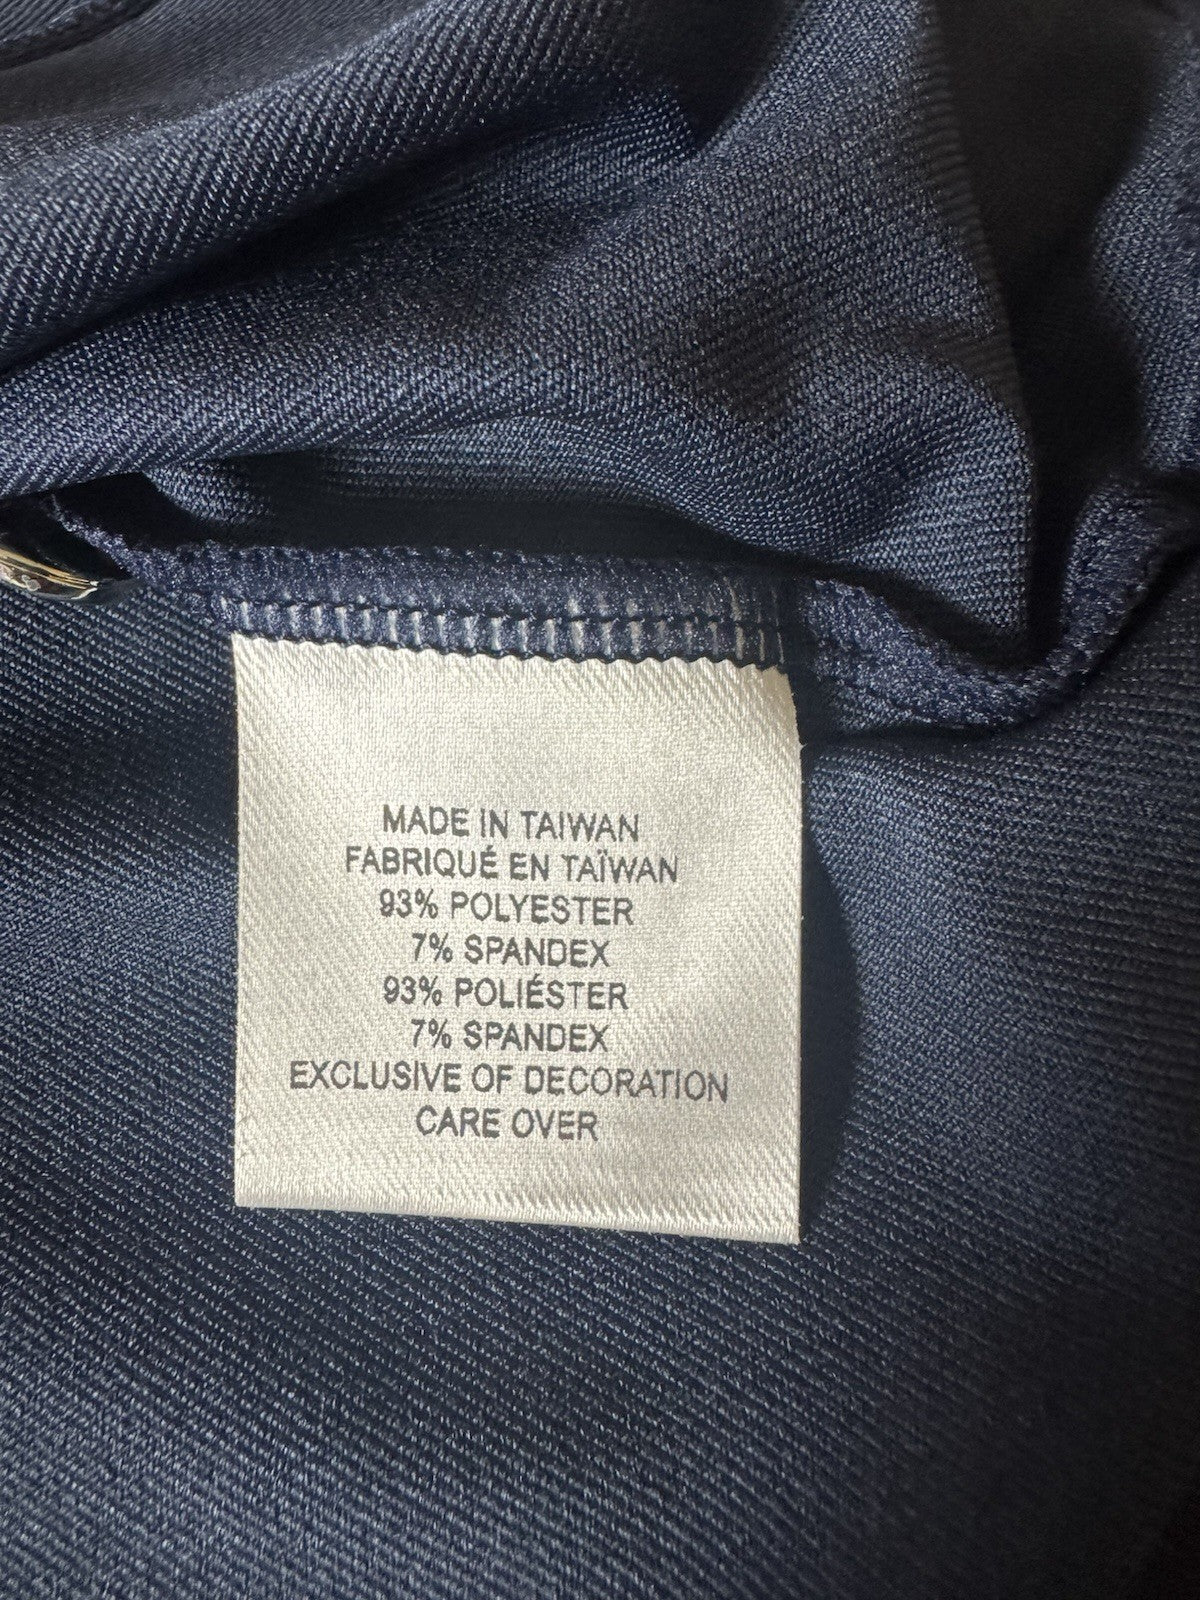 MADE IN TAIWAN
FABRIQUÉ EN TAÏWAN
93% POLYESTER
7% SPANDEX
93% POLIÉSTER
7% SPANDEX
EXCLUSIVE OF DECORATION
CARE OVER